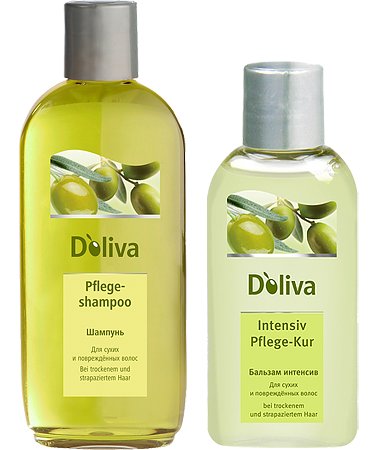 D'oliva
Pflege-
shampoo
Шампунь
Для сухих
и повреждённых волос
Bei trockenem und
strapaziertem Haar
D'oliva
Intensiv
Pflege-Kur
Бальзам интенсив
Для сухих
и повреждённых волос
bei trockenem
und strapaziertem Haar